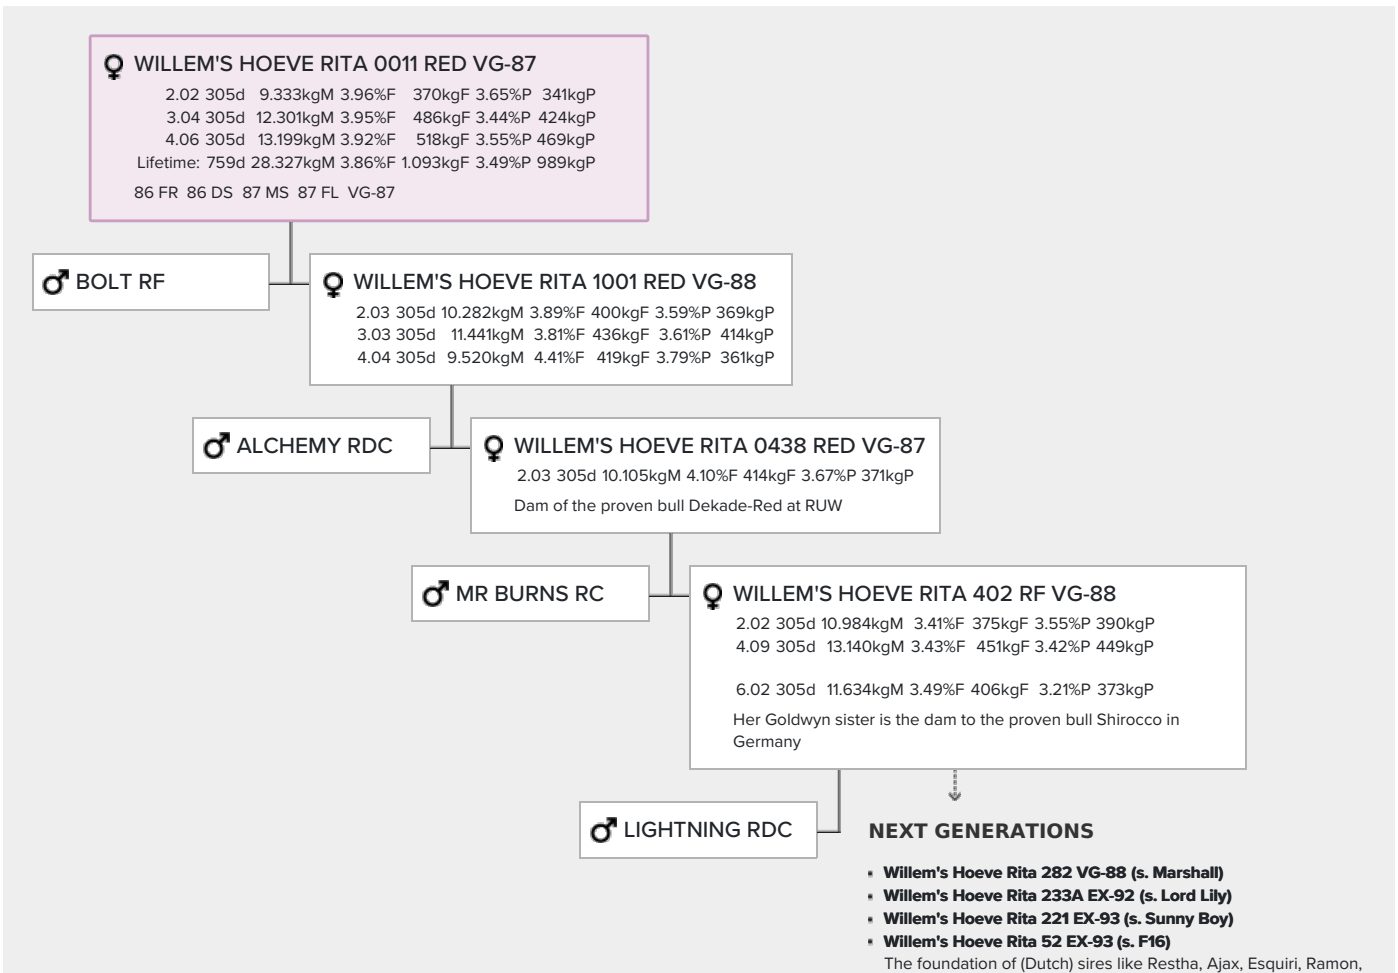 WILLEM'S HOEVE RITA 0011 RED VG-87
2.02 305d 9.333kgM 3.96%F 370kgF 3.65%P 341kgP
3.04 305d 12.301kgM 3.95%F 486kgF 3.44%P 424kgP
4.06 305d 13.199kgM 3.92%F 518kgF 3.55%P 469kgP
Lifetime: 759d 28.327kgM 3.86%F 1.093kgF 3.49%P 989kgP
86 FR 86 DS 87 MS 87 FL VG-87
BOLT RF
WILLEM'S HOEVE RITA 1001 RED VG-88
2.03 305d 10.282kgM 3.89%F 400kgF 3.59%P 369kgP
3.03 305d 11.441kgM 3.81%F 436kgF 3.61%P 414kgP
4.04 305d 9.520kgM 4.41%F 419kgF 3.79%P 361kgP
ALCHEMY RDC
WILLEM'S HOEVE RITA 0438 RED VG-87
2.03 305d 10.105kgM 4.10%F 414kgF 3.67%P 371kgP
Dam of the proven bull Dekade-Red at RUW
MR BURNS RC
WILLEM'S HOEVE RITA 402 RF VG-88
2.02 305d 10.984kgM 3.41%F 375kgF 3.55%P 390kgP
4.09 305d 13.140kgM 3.43%F 451kgF 3.42%P 449kgP
6.02 305d 11.634kgM 3.49%F 406kgF 3.21%P 373kgP
Her Goldwyn sister is the dam to the proven bull Shirocco in
Germany
LIGHTNING RDC
NEXT GENERATIONS
Willem's Hoeve Rita 282 VG-88 (s. Marshall)
Willem's Hoeve Rita 233A EX-92 (s. Lord Lily)
Willem's Hoeve Rita 221 EX-93 (s. Sunny Boy)
Willem's Hoeve Rita 52 EX-93 (s. F16)
The foundation of (Dutch) sires like Restha, Ajax, Esquiri, Ramon,